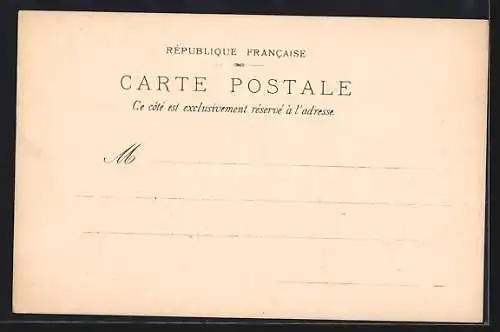 RÉPUBLIQUE FRANÇAISE
CARTE POSTALE
Ce côté est exclusivement réservé à l'adresse.
M